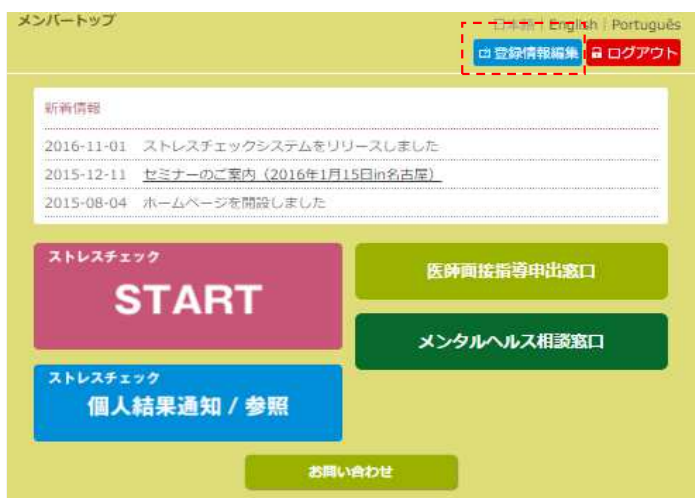 メンバートップ
日本語 | English | Português
登録情報編集 ログアウト
新着情報
2016-11-01 ストレスチェックシステムをリリースしました
2015-12-11 セミナーのご案内（2016年1月15日in名古屋）
2015-08-04 ホームページを開設しました
ストレスチェック
START
医師面接指導申出窓口
メンタルヘルス相談窓口
ストレスチェック
個人結果通知 / 参照
お問い合わせ